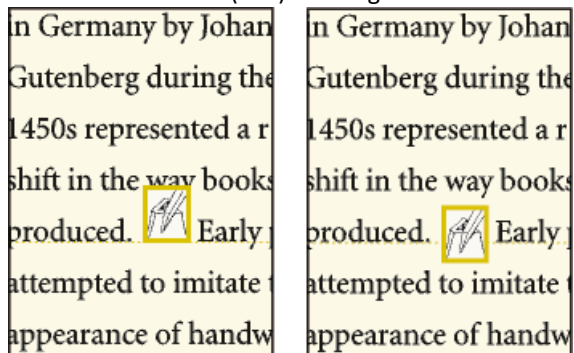 in Germany by Johan
Gutenberg during the
1450s represented a r
shift in the way books
produced. Early
attempted to imitate
appearance of handw
in Germany by Johan
Gutenberg during the
1450s represented a r
shift in the way books
produced. Early
attempted to imitate
appearance of handw